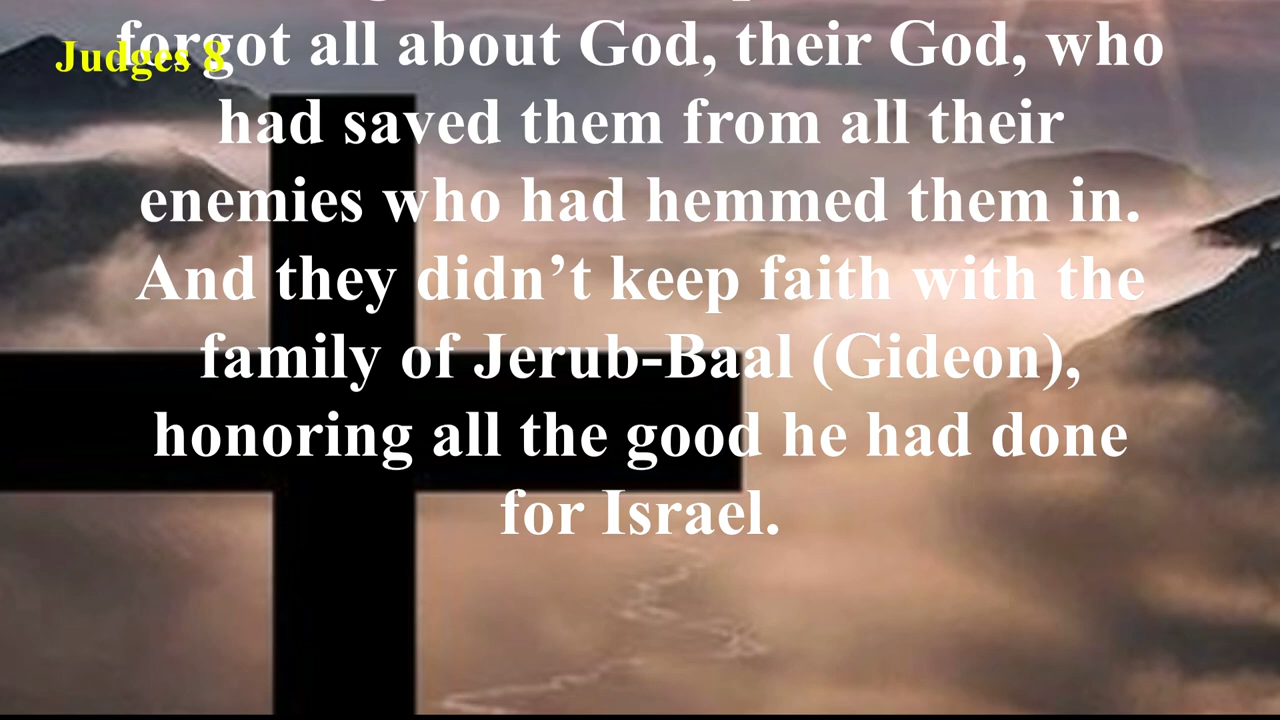 Judges 8
forgot all about God, their God, who
had saved them from all their
enemies who had hemmed them in.
And they didn’t keep faith with the
family of Jerub-Baal (Gideon),
honoring all the good he had done
for Israel.